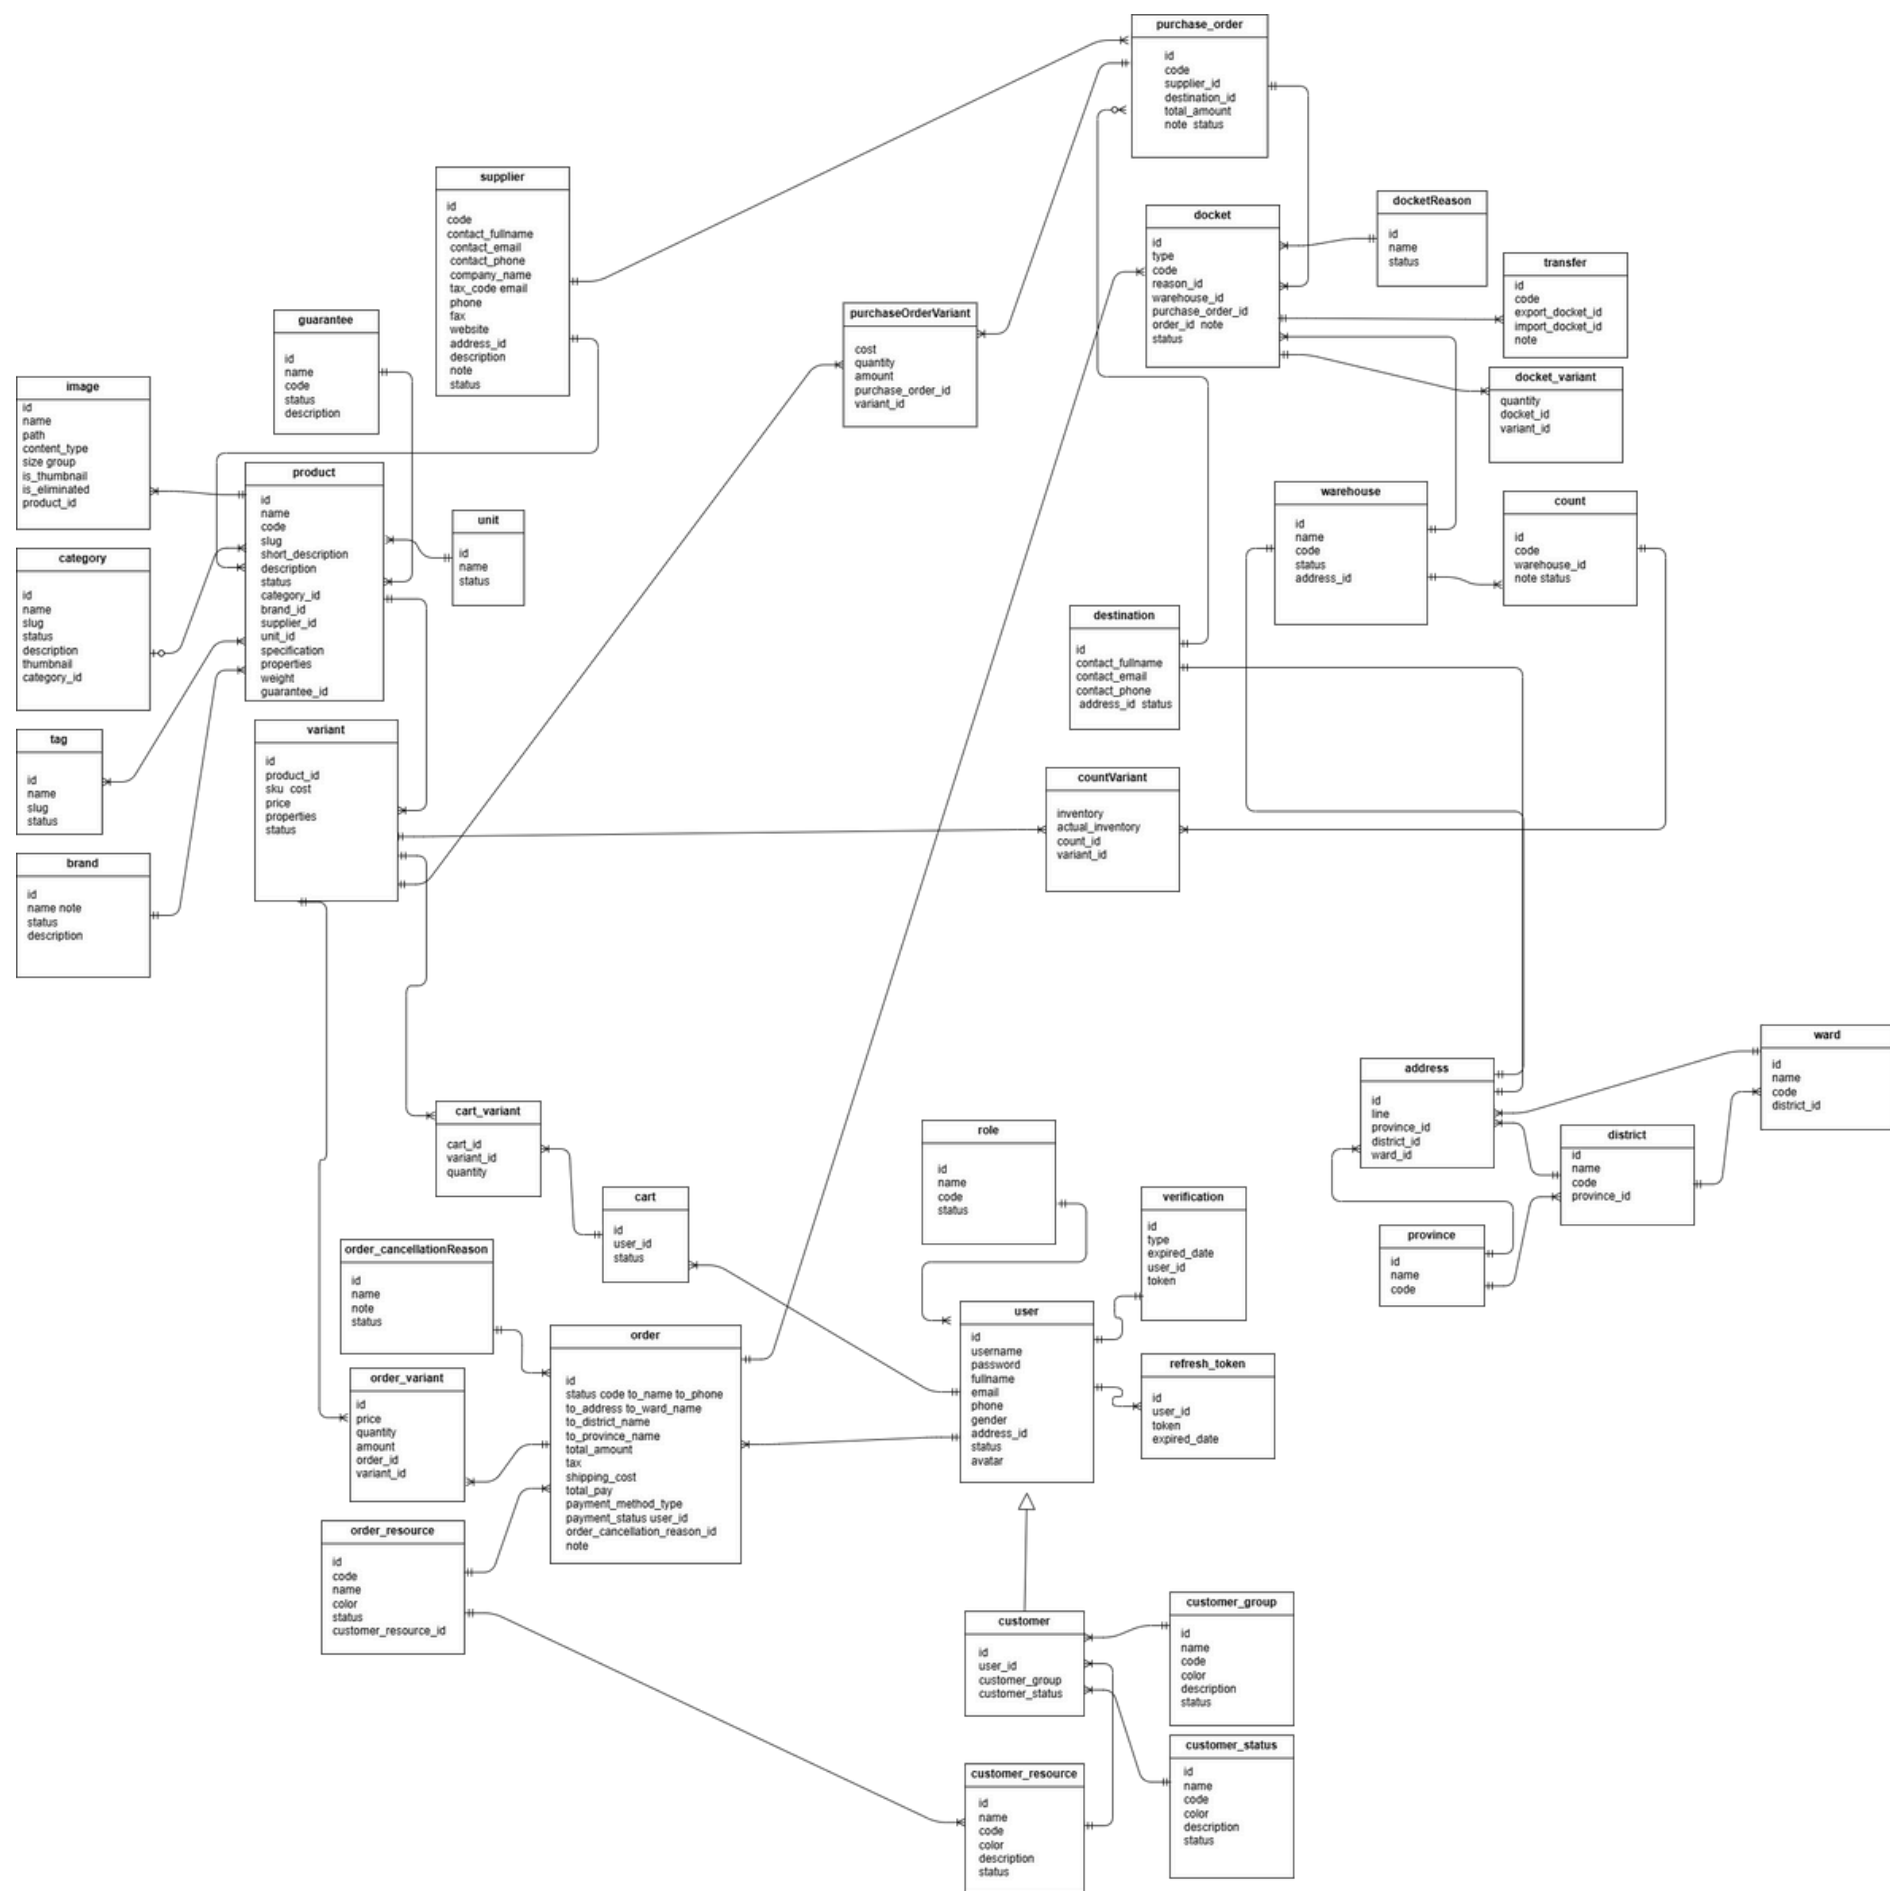 purchase_order
id
code
supplier_id
destination_id
total_amount
note status
supplier
id
code
contact_fullname
contact_email
contact_phone
company_name
tax_code email
phone
fax
website
address_id
description
note
status
docketReason
id
name
status
docket
id
type
code
reason_id
warehouse_id
purchase_order_id
order_id note
status
transfer
id
code
export_docket_id
import_docket_id
note
guarantee
id
name
code
status
description
purchaseOrderVariant
cost
quantity
amount
purchase_order_id
variant_id
docket_variant
quantity
docket_id
variant_id
image
id
name
path
content_type
size group
is_thumbnail
is_eliminated
product_id
product
id
name
code
slug
short_description
description
status
category_id
brand_id
supplier_id
unit_id
specification
properties
weight
guarantee_id
unit
id
name
status
warehouse
id
name
code
status
address_id
count
id
code
warehouse_id
note status
category
id
name
slug
status
description
thumbnail
category_id
destination
id
contact_fullname
contact_email
contact_phone
address_id status
tag
id
name
slug
status
variant
id
product_id
sku cost
price
properties
status
countVariant
inventory
actual_inventory
count_id
variant_id
brand
id
name note
status
description
ward
id
name
code
district_id
address
id
line
province_id
district_id
ward_id
district
id
name
code
province_id
province
id
name
code
cart_variant
cart_id
variant_id
quantity
cart
id
user_id
status
role
id
name
code
status
verification
id
type
expired_date
user_id
token
order_cancellationReason
id
name
note
status
order
id
status code to_name to_phone
to_address to_ward_name
to_district_name
to_province_name
total_amount
tax
shipping_cost
total_pay
payment_method_type
payment_status user_id
order_cancellation_reason_id
note
user
id
username
password
fullname
email
phone
gender
address_id
status
avatar
refresh_token
id
user_id
token
expired_date
order_variant
id
price
quantity
amount
order_id
variant_id
order_resource
id
code
name
color
status
customer_resource_id
customer
id
user_id
customer_group
customer_status
customer_group
id
name
code
color
description
status
customer_status
id
name
code
color
description
status
customer_resource
id
name
code
color
description
status